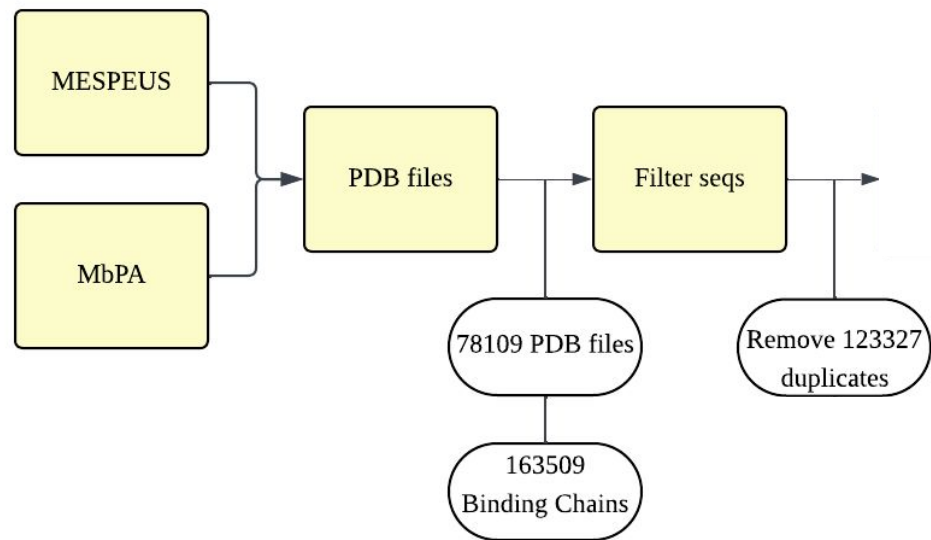 MESPEUS
MbPA
PDB files
Filter seqs
78109 PDB files
163509
Binding Chains
Remove 123327
duplicates